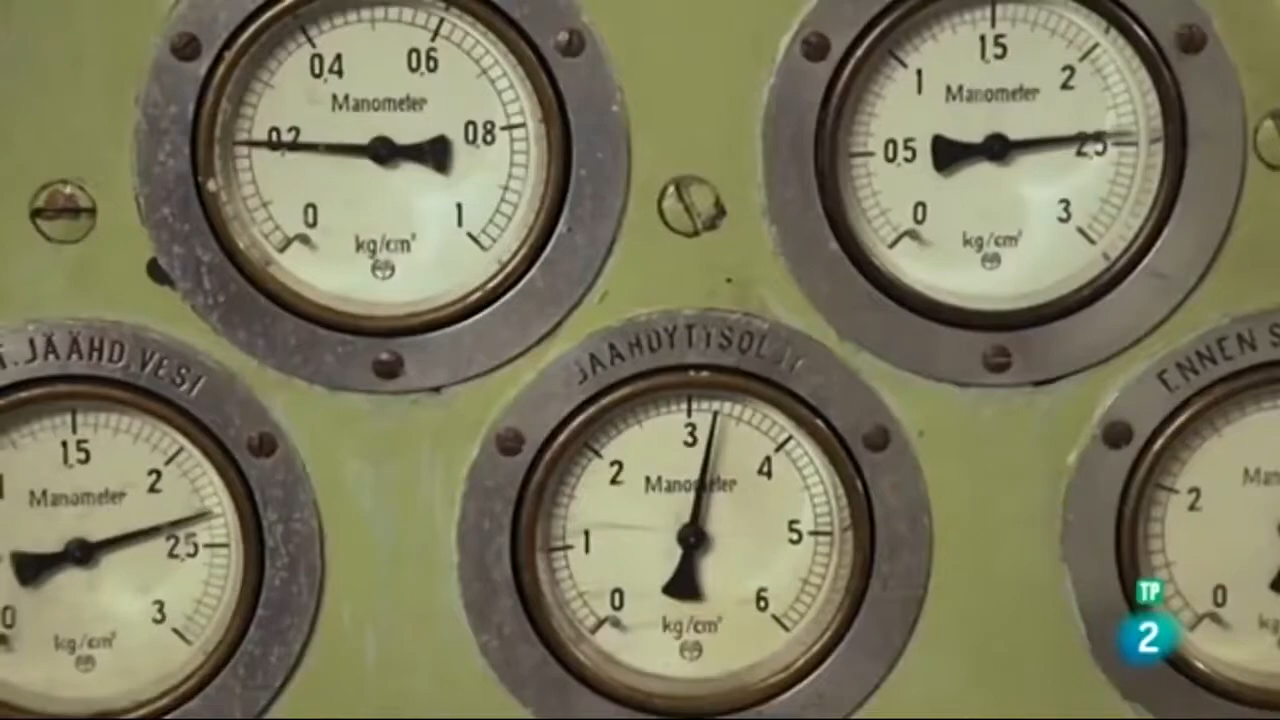 0,4 0,6
Manometer
0,2 0,8
0 1
kg/cm²
1,5
1 2
Manometer
0,5 2,5
0 3
kg/cm²
JÄÄHD.VESI
1,5
2
Manometer
2,5
0 3
kg/cm²
3
2 4
Manometer
1 5
0 6
kg/cm²
ENNEN S
2
0
TP
2